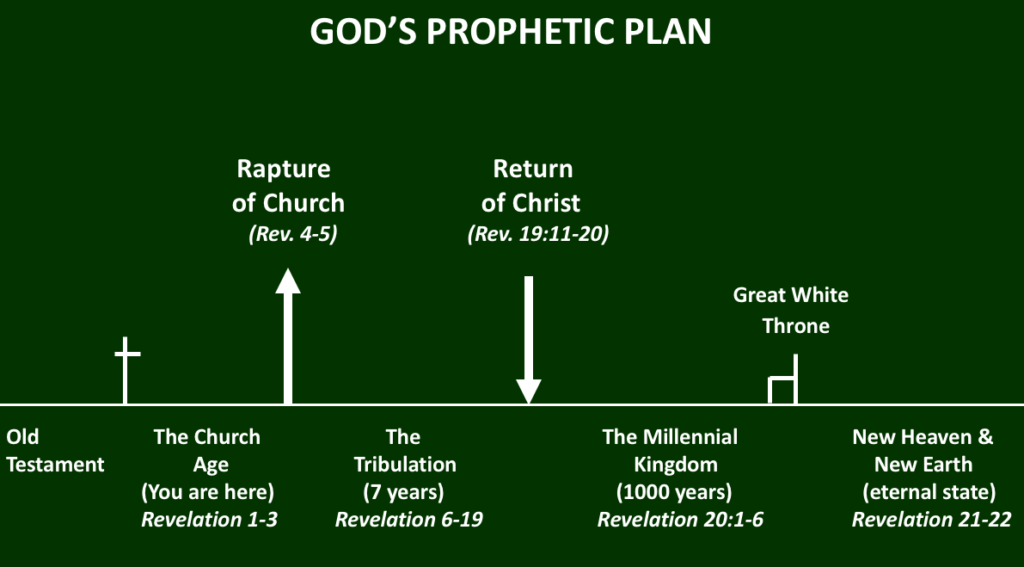 GOD’S PROPHETIC PLAN
Rapture
of Church
(Rev. 4-5)
Return
of Christ
(Rev. 19:11-20)
Great White
Throne
Old
Testament
The Church
Age
(You are here)
Revelation 1-3
The
Tribulation
(7 years)
Revelation 6-19
The Millennial
Kingdom
(1000 years)
Revelation 20:1-6
New Heaven &
New Earth
(eternal state)
Revelation 21-22